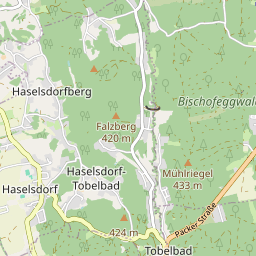 Haselsdorfberg
Bischofeggwal
Falzberg
420 m
Haselsdorf-
Tobelbad
Mühlriegel
433 m
Haselsdorf
Packer Straße
424 m
Tobelbad